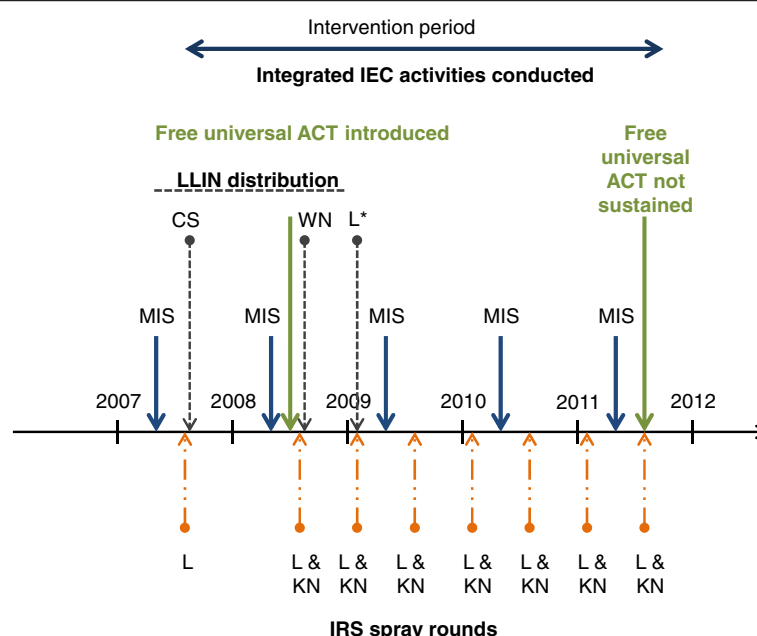 Intervention period
Integrated IEC activities conducted
Free universal ACT introduced
Free
universal
ACT not
sustained
LLIN distribution
CS
WN
L*
MIS
MIS
MIS
MIS
MIS
2007
2008
2009
2010
2011
2012
L
L &
KN
L &
KN
L &
KN
L &
KN
L &
KN
L &
KN
L &
KN
IRS spray rounds